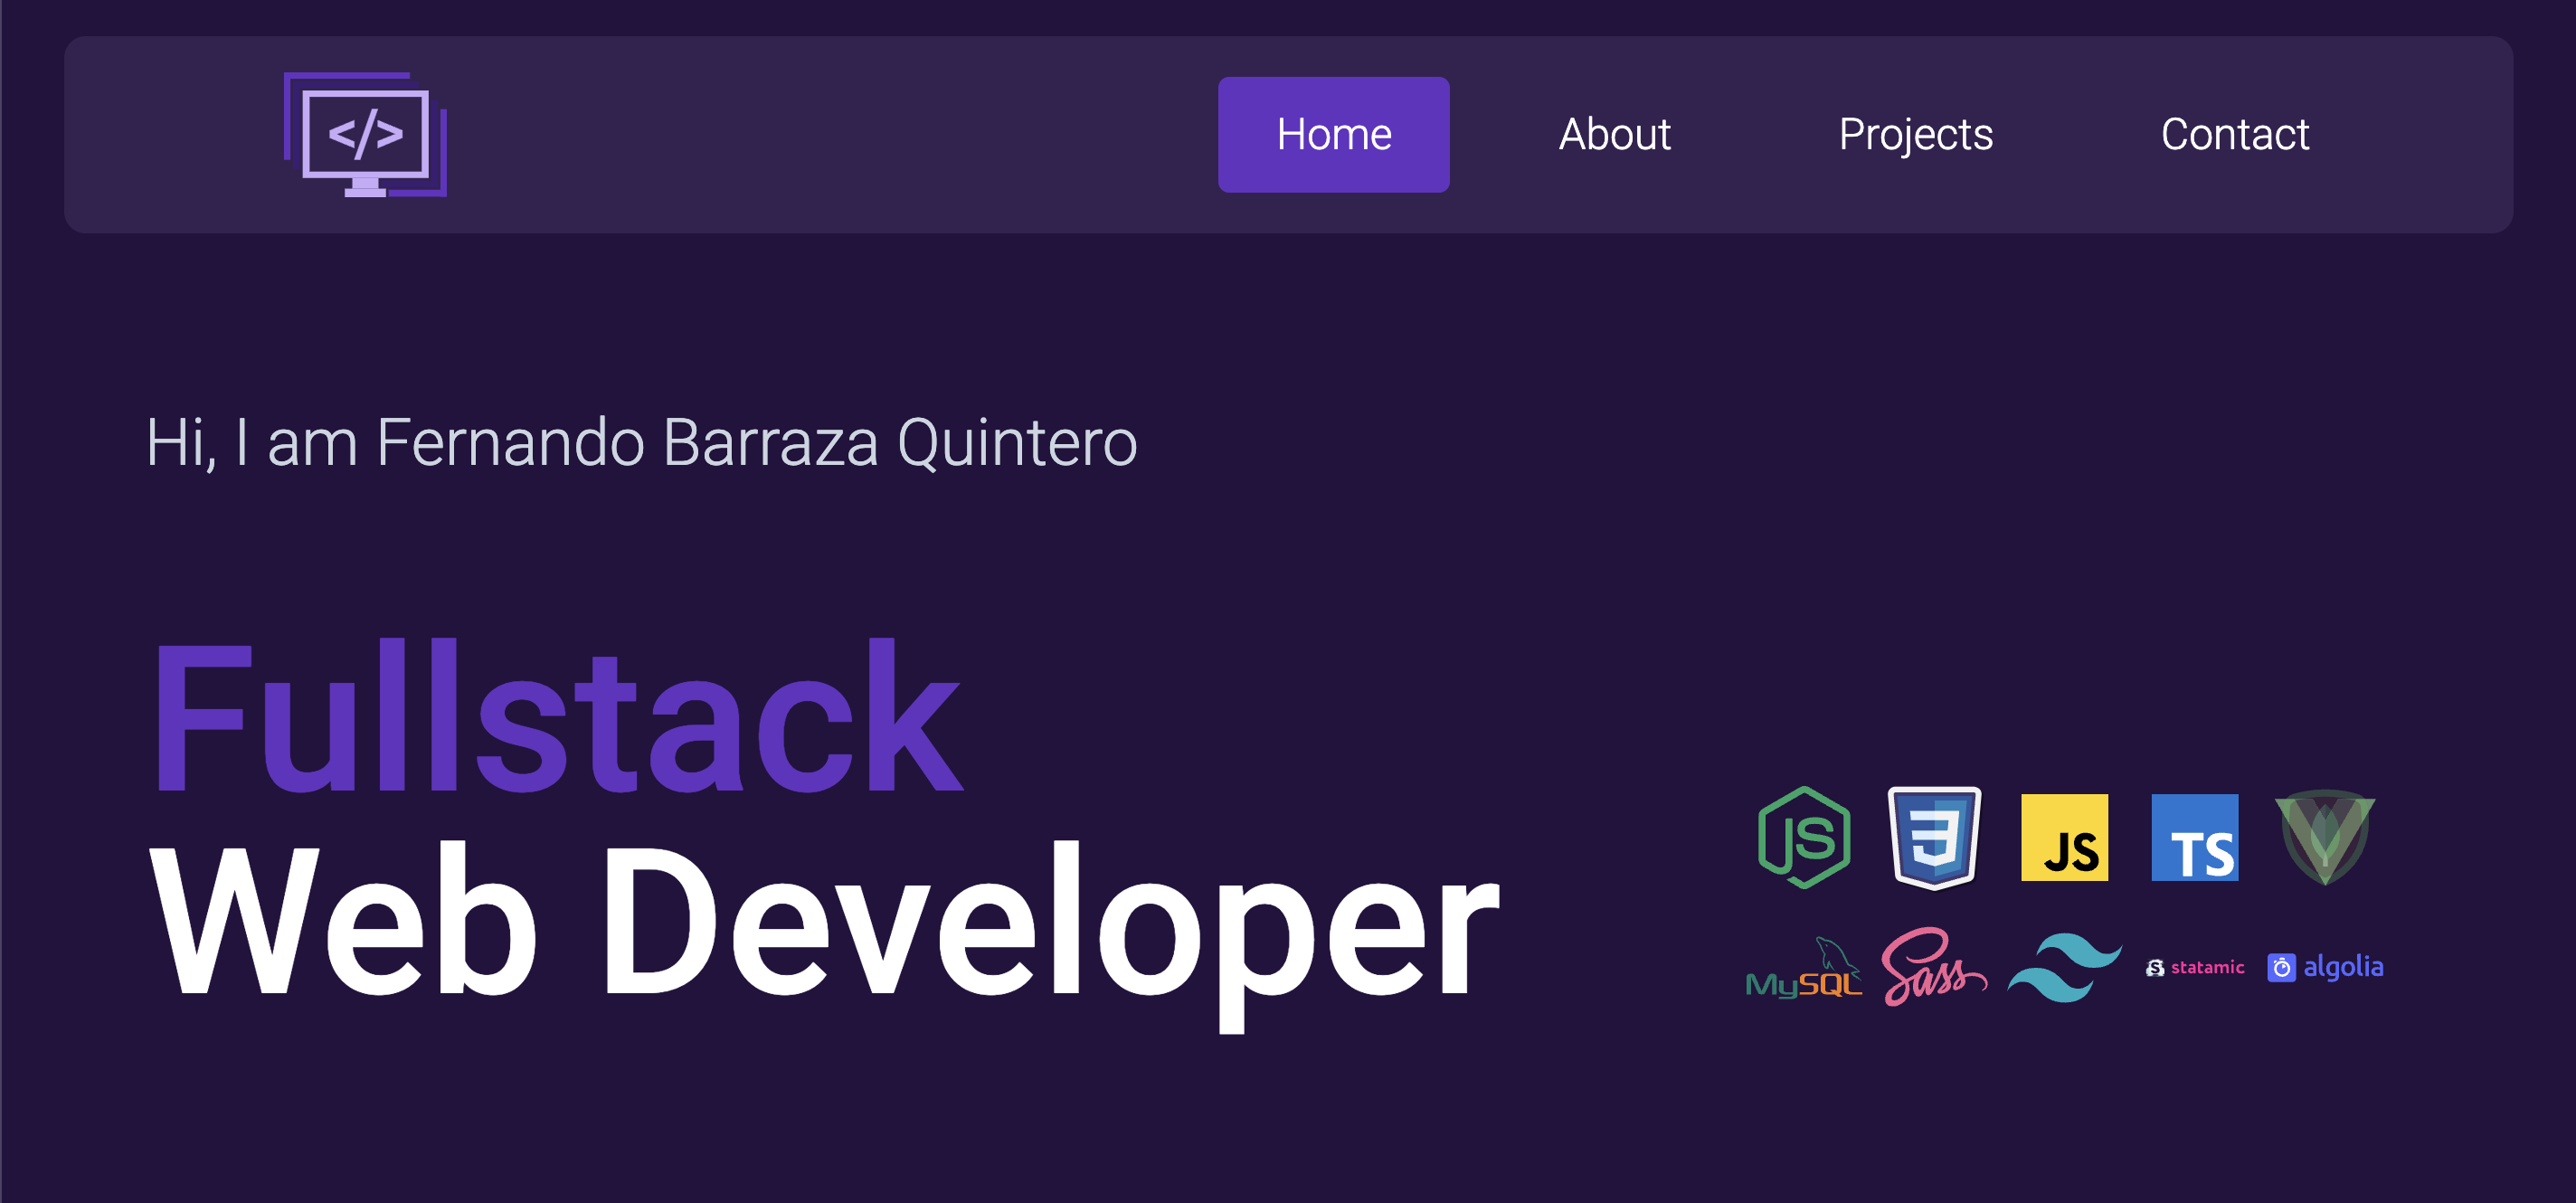 </>
Home About Projects Contact
Hi, I am Fernando Barraza Quintero
Fullstack
Web Developer
JS 3 JS TS V
MySQL Sass S statamic algolia